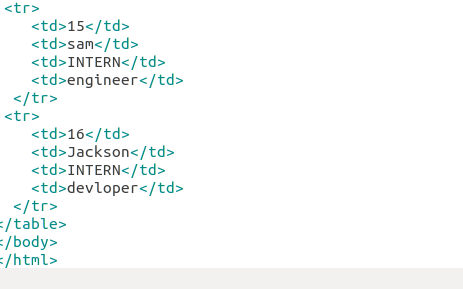 <tr>
<td>15</td>
<td>sam</td>
<td>INTERN</td>
<td>engineer</td>
</tr>
<tr>
<td>16</td>
<td>Jackson</td>
<td>INTERN</td>
<td>devloper</td>
</tr>
</table>
</body>
</html>